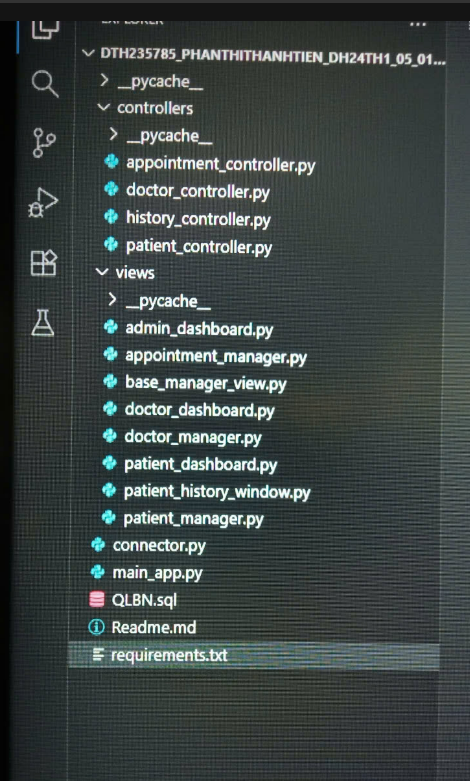 EXPLORER
DTH235785_PHANTHITHANHTIEN_DH24TH1_05_01...
__pycache__
controllers
__pycache__
appointment_controller.py
doctor_controller.py
history_controller.py
patient_controller.py
views
__pycache__
admin_dashboard.py
appointment_manager.py
base_manager_view.py
doctor_dashboard.py
doctor_manager.py
patient_dashboard.py
patient_history_window.py
patient_manager.py
connector.py
main_app.py
QLBN.sql
Readme.md
requirements.txt